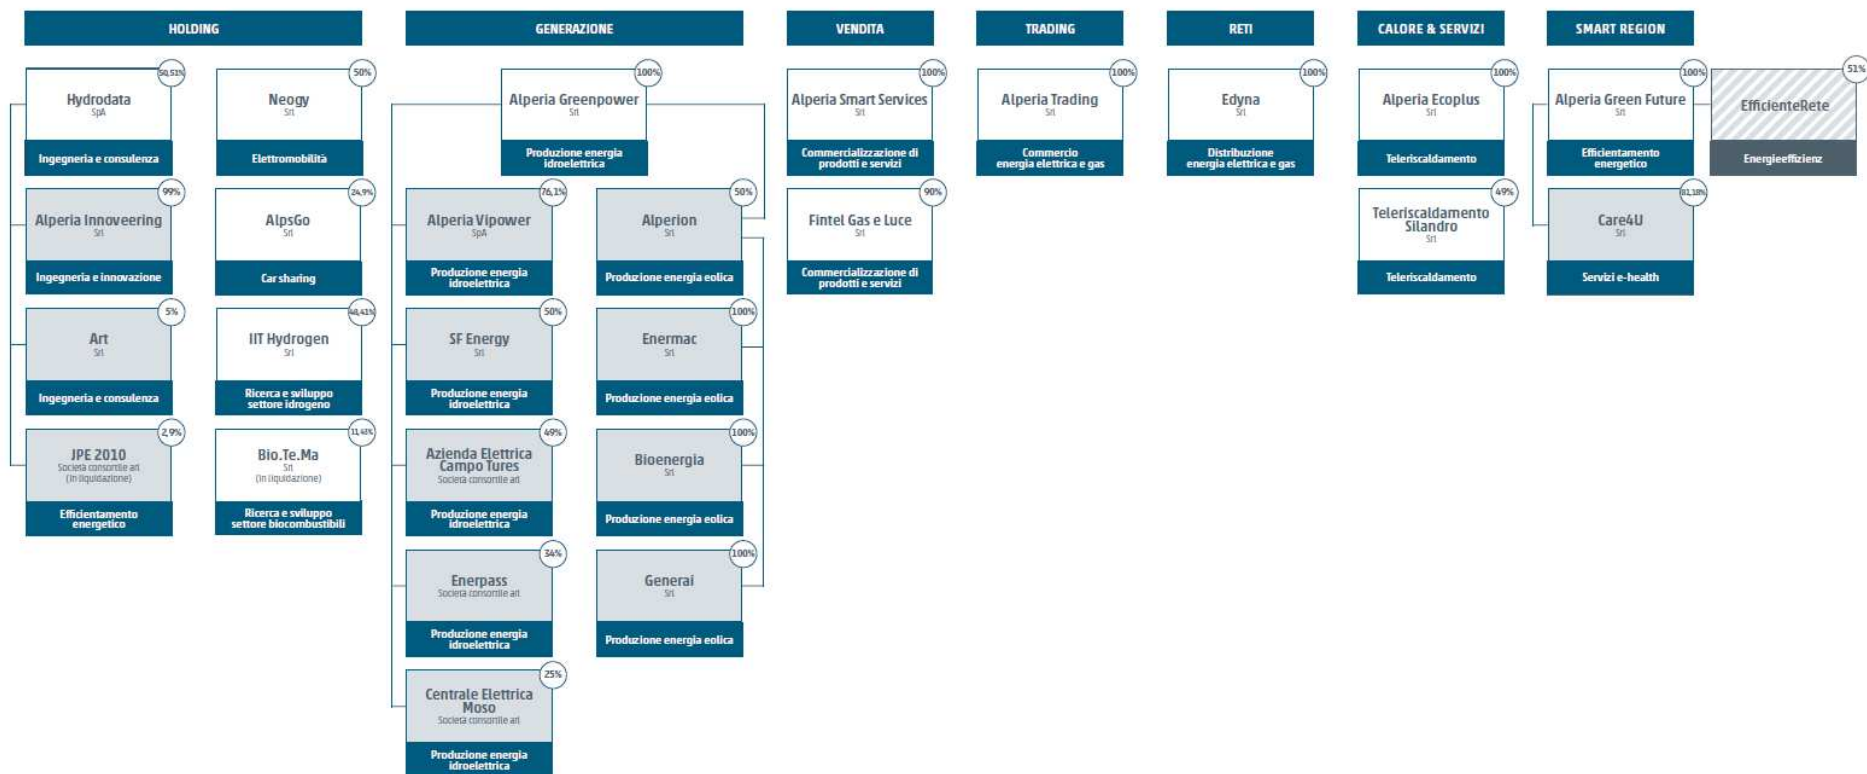 HOLDING
GENERAZIONE
VENDITA
TRADING
RETI
CALORE & SERVIZI
SMART REGION
50,51%
Hydrodata
SpA
Ingegneria e consulenza
50%
Neogy
Srl
Elettromobilità
100%
Alperia Greenpower
Srl
Produzione energia
idroelettrica
100%
Alperia Smart Services
Srl
Commercializzazione di
prodotti e servizi
100%
Alperia Trading
Srl
Commercio
energia elettrica e gas
100%
Edyna
Srl
Distribuzione
energia elettrica e gas
100%
Alperia Ecoplus
Srl
Teleriscaldamento
100%
Alperia Green Future
Srl
Efficientamento
energetico
51%
EfficienteRete
Energieeffizienz
99%
Alperia Innoveering
Srl
Ingegneria e innovazione
24,9%
AlpsGo
Srl
Car sharing
76,1%
Alperia Vipower
SpA
Produzione energia
idroelettrica
50%
Alperion
Srl
Produzione energia eolica
90%
Fintel Gas e Luce
Srl
Commercializzazione di
prodotti e servizi
49%
Teleriscaldamento
Silandro
Srl
Teleriscaldamento
81,18%
Care4U
Srl
Servizi e-health
5%
Art
Srl
Ingegneria e consulenza
48,41%
IIT Hydrogen
Srl
Ricerca e sviluppo
settore idrogeno
50%
SF Energy
Srl
Produzione energia
idroelettrica
100%
Enermac
Srl
Produzione energia eolica
2,9%
JPE 2010
Società consortile arl
(in liquidazione)
Efficientamento
energetico
11,43%
Bio.Te.Ma
Srl
(in liquidazione)
Ricerca e sviluppo
settore biocombustibili
49%
Azienda Elettrica
Campo Tures
Società consortile arl
Produzione energia
idroelettrica
100%
Bioenergia
Srl
Produzione energia eolica
34%
Enerpass
Società consortile arl
Produzione energia
idroelettrica
100%
Generai
Srl
Produzione energia eolica
25%
Centrale Elettrica
Moso
Società consortile arl
Produzione energia
idroelettrica